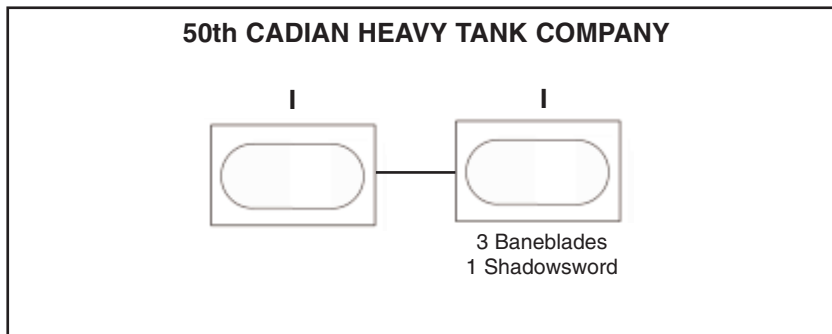 50th CADIAN HEAVY TANK COMPANY
I I
3 Baneblades
1 Shadowsword